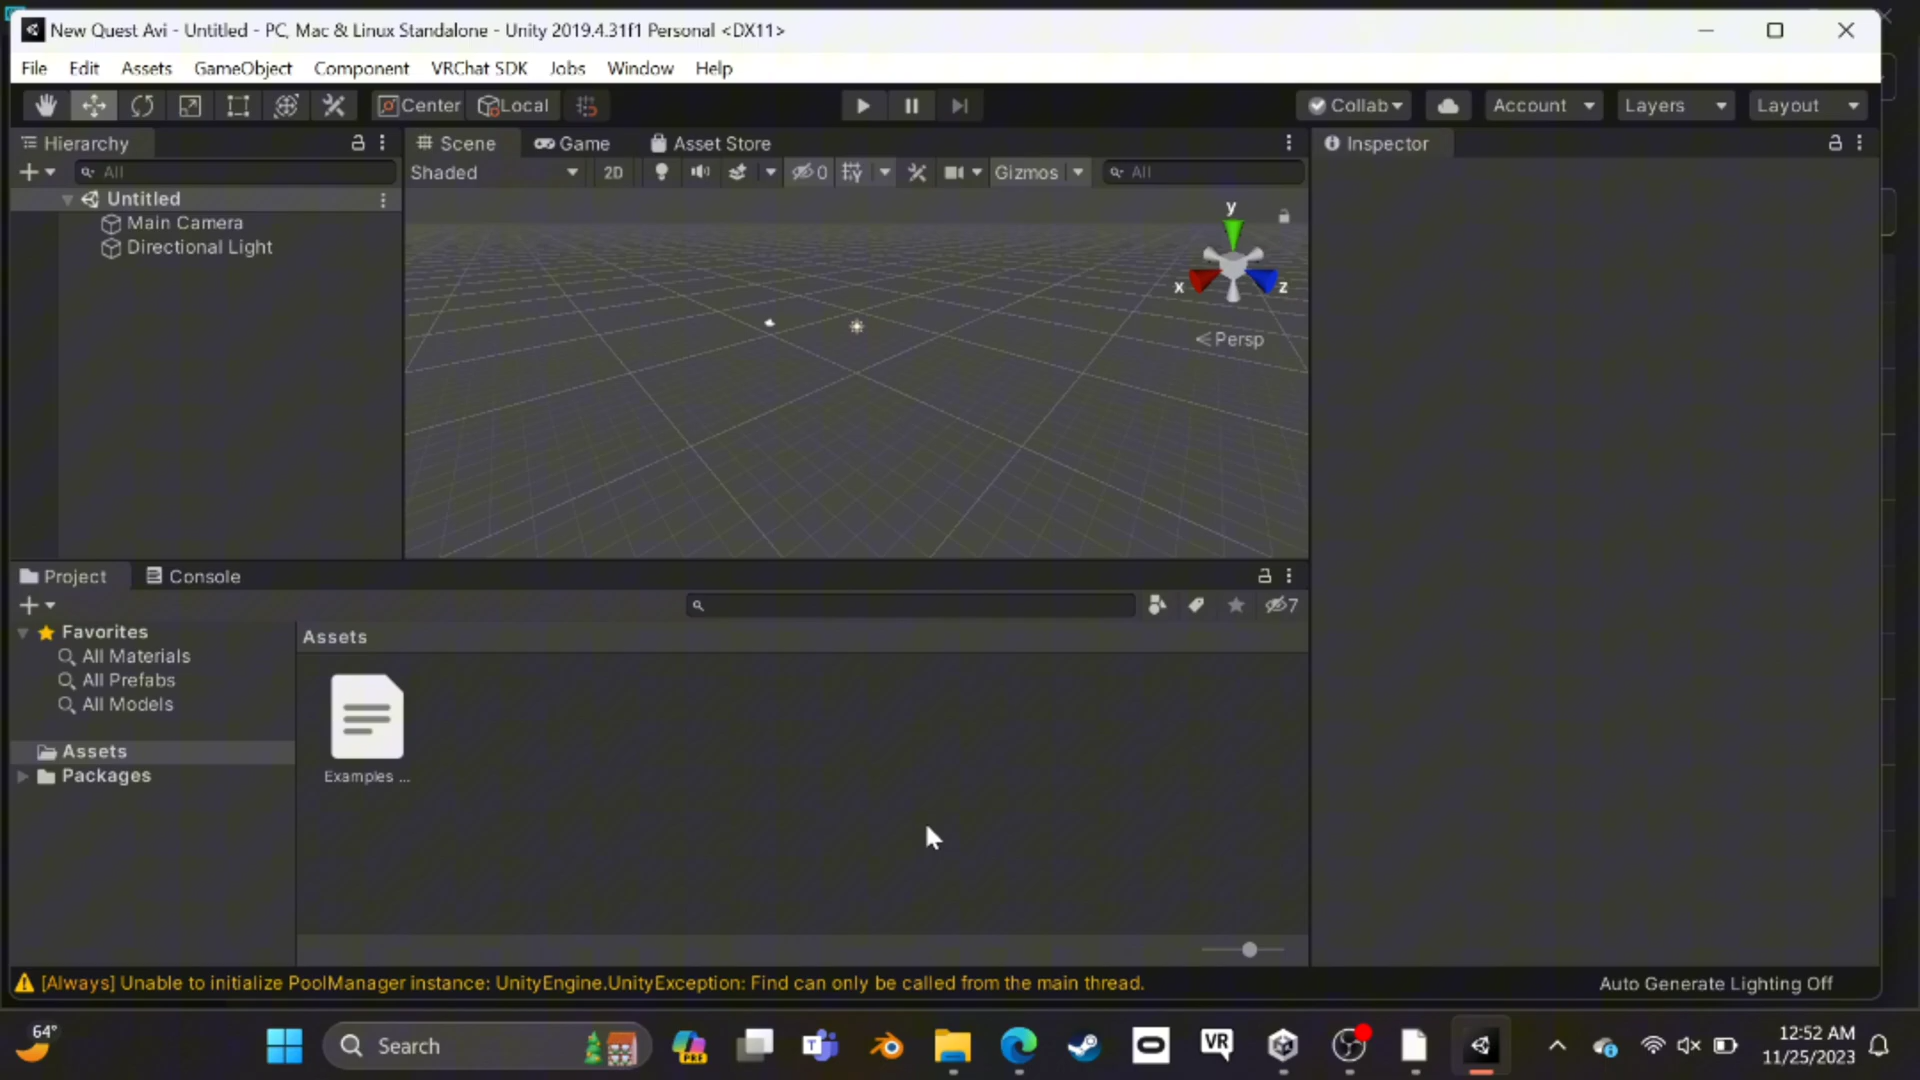 New Quest Avi - Untitled - PC, Mac & Linux Standalone - Unity 2019.4.31f1 Personal <DX11>
File Edit Assets GameObject Component VRChat SDK Jobs Window Help
Center Local Collab Account Layers Layout
Hierarchy
All
Untitled
Main Camera
Directional Light
Scene Game Asset Store
Shaded 2D 0 Gizmos All
y
x z
Persp
Inspector
Project Console
7
Favorites
All Materials
All Prefabs
All Models
Assets
Packages
Assets
Examples ...
[Always] Unable to initialize PoolManager instance: UnityEngine.UnityException: Find can only be called from the main thread.
Auto Generate Lighting Off
64°
Search
PRE
T
VR
12:52 AM
11/25/2023